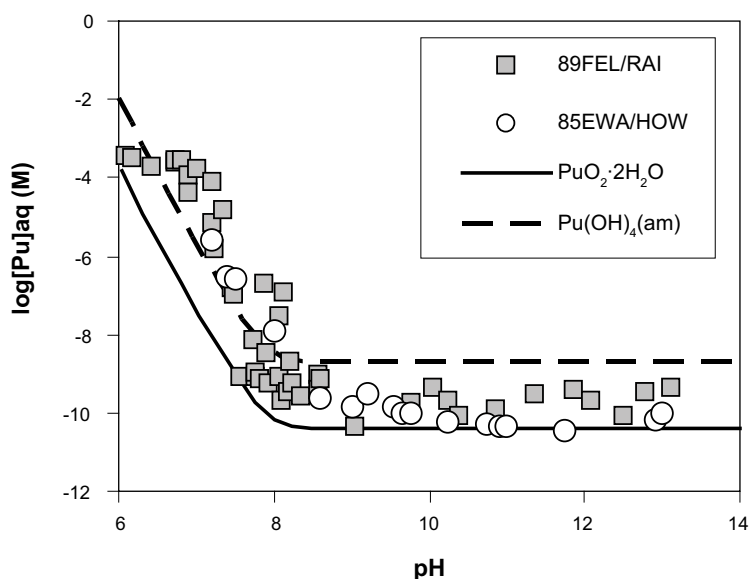 0
-2
-4
-6
-8
-10
-12
log[Pu]aq (M)
89FEL/RAI
85EWA/HOW
PuO₂·2H₂O
Pu(OH)₄(am)
6 8 10 12 14
pH